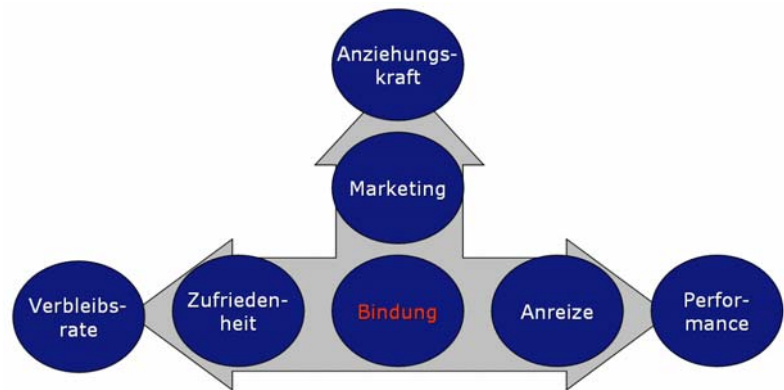 Anziehungs-
kraft
Marketing
Verbleibs-
rate
Zufrieden-
heit
Bindung
Anreize
Perfor-
mance